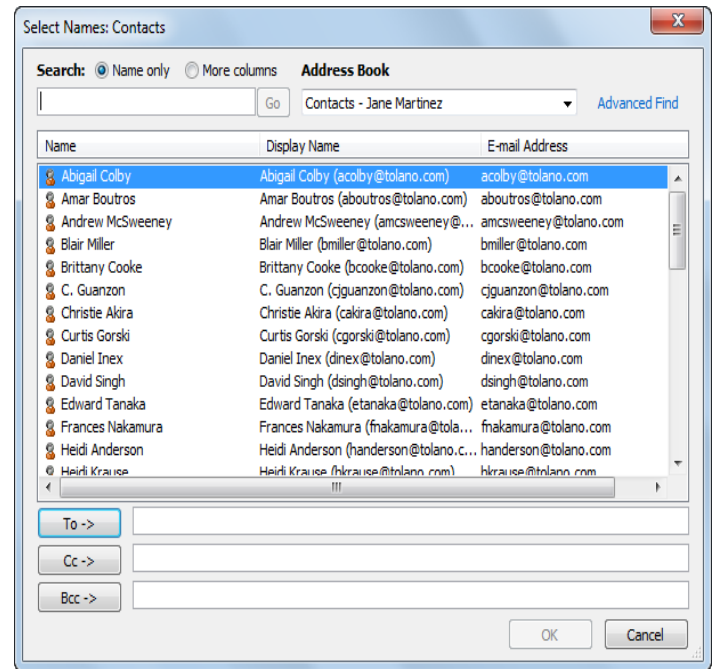 Select Names: Contacts
Search: Name only More columns Address Book
Go Contacts - Jane Martinez Advanced Find
Name Display Name E-mail Address
Abigail Colby Abigail Colby (acolby@tolano.com) acolby@tolano.com
Amar Boutros Amar Boutros (aboutros@tolano.com) aboutros@tolano.com
Andrew McSweeney Andrew McSweeney (amcsweeney@... amcsweeney@tolano.com
Blair Miller Blair Miller (bmiller@tolano.com) bmiller@tolano.com
Brittany Cooke Brittany Cooke (bcooke@tolano.com) bcooke@tolano.com
C. Guanzon C. Guanzon (cjguanzon@tolano.com) cjguanzon@tolano.com
Christie Akira Christie Akira (cakira@tolano.com) cakira@tolano.com
Curtis Gorski Curtis Gorski (cgorski@tolano.com) cgorski@tolano.com
Daniel Inex Daniel Inex (dinex@tolano.com) dinex@tolano.com
David Singh David Singh (dsingh@tolano.com) dsingh@tolano.com
Edward Tanaka Edward Tanaka (etanaka@tolano.com) etanaka@tolano.com
Frances Nakamura Frances Nakamura (fnakamura@tola... fnakamura@tolano.com
Heidi Anderson Heidi Anderson (handerson@tolano.c... handerson@tolano.com
Heidi Krause Heidi Krause (hkrause@tolano.com) hkrause@tolano.com
To ->
Cc ->
Bcc ->
OK Cancel